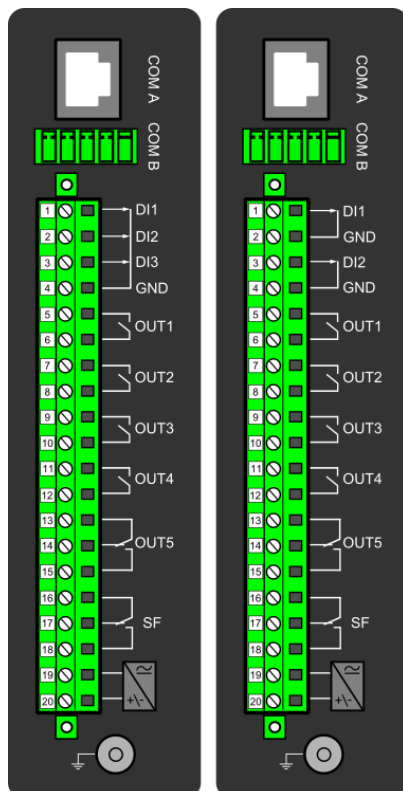 COM A
COM B
1 DI1
2 DI2
3 DI3
4 GND
5
OUT1
6
7
OUT2
8
9
OUT3
10
11
OUT4
12
13
14 OUT5
15
16
17 SF
18
19
20 +/-
COM A
COM B
1 DI1
2 GND
3 DI2
4 GND
5
OUT1
6
7
OUT2
8
9
OUT3
10
11
OUT4
12
13
14 OUT5
15
16
17 SF
18
19
20 +/-